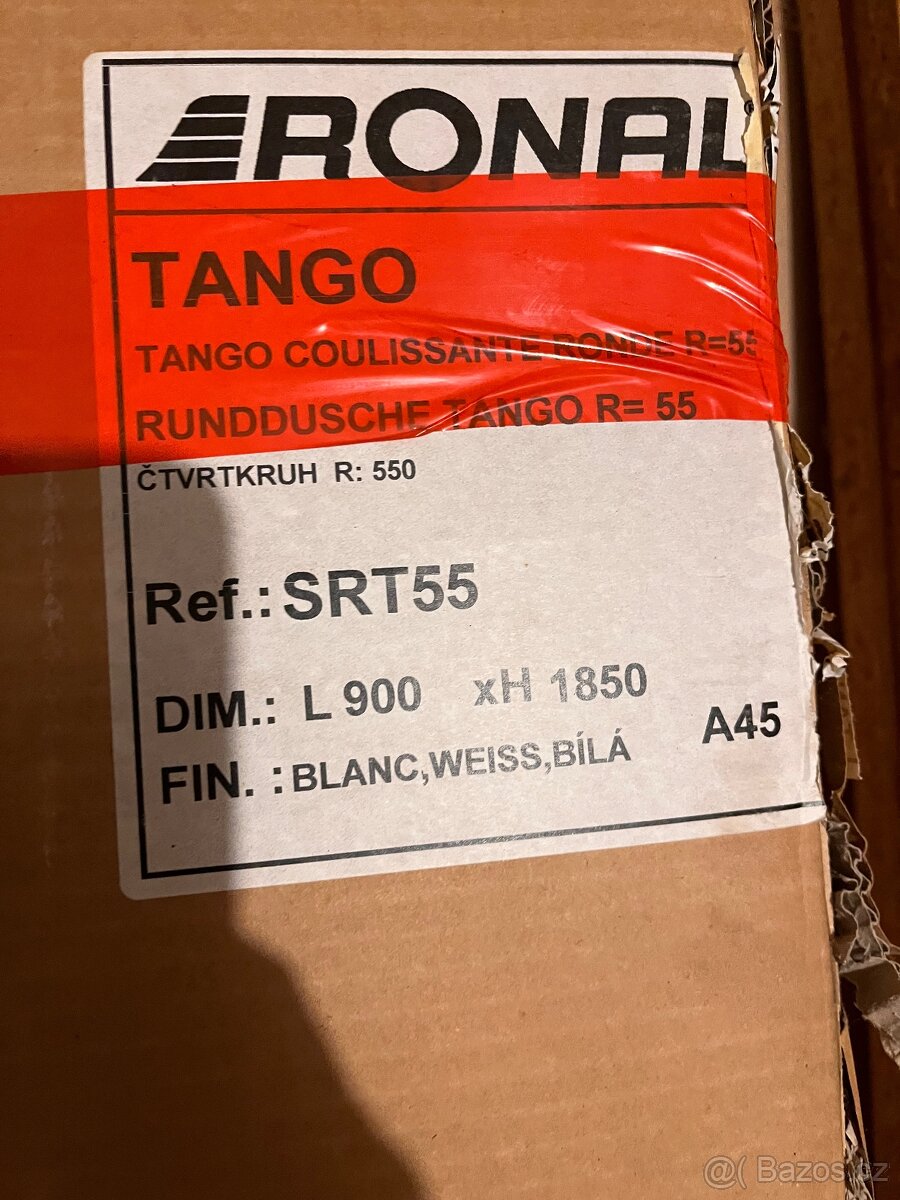 RONAL
TANGO
TANGO COULISSANTE RONDE R=55
RUNDDUSCHE TANGO R= 55
ČTVRTKRUH R: 550
Ref.: SRT55
DIM.: L 900 xH 1850
A45
FIN. : BLANC,WEISS,BÍLÁ
@( Bazos.cz